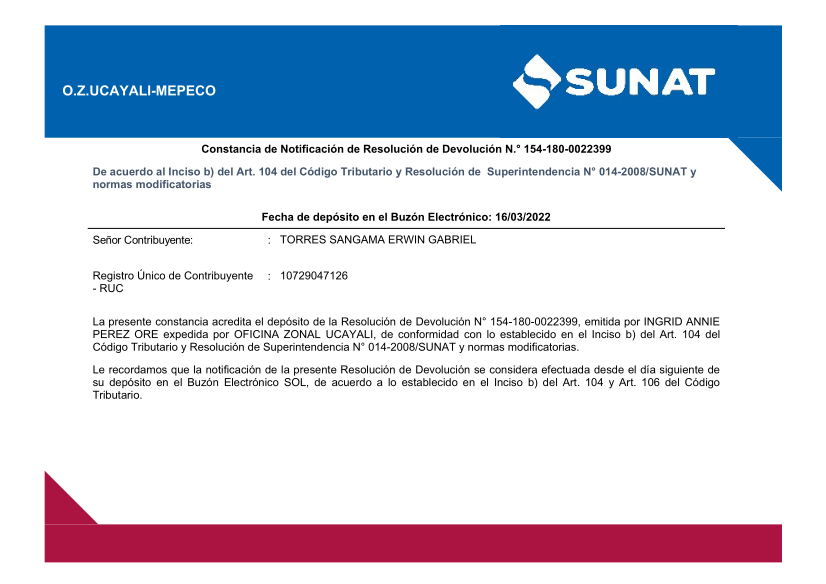 O.Z.UCAYALI-MEPECO
SUNAT
Constancia de Notificación de Resolución de Devolución N.° 154-180-0022399
De acuerdo al Inciso b) del Art. 104 del Código Tributario y Resolución de Superintendencia N° 014-2008/SUNAT y
normas modificatorias
Fecha de depósito en el Buzón Electrónico: 16/03/2022
Señor Contribuyente: : TORRES SANGAMA ERWIN GABRIEL
Registro Único de Contribuyente : 10729047126
- RUC
La presente constancia acredita el depósito de la Resolución de Devolución N° 154-180-0022399, emitida por INGRID ANNIE
PEREZ ORE expedida por OFICINA ZONAL UCAYALI, de conformidad con lo establecido en el Inciso b) del Art. 104 del
Código Tributario y Resolución de Superintendencia N° 014-2008/SUNAT y normas modificatorias.
Le recordamos que la notificación de la presente Resolución de Devolución se considera efectuada desde el día siguiente de
su depósito en el Buzón Electrónico SOL, de acuerdo a lo establecido en el Inciso b) del Art. 104 y Art. 106 del Código
Tributario.